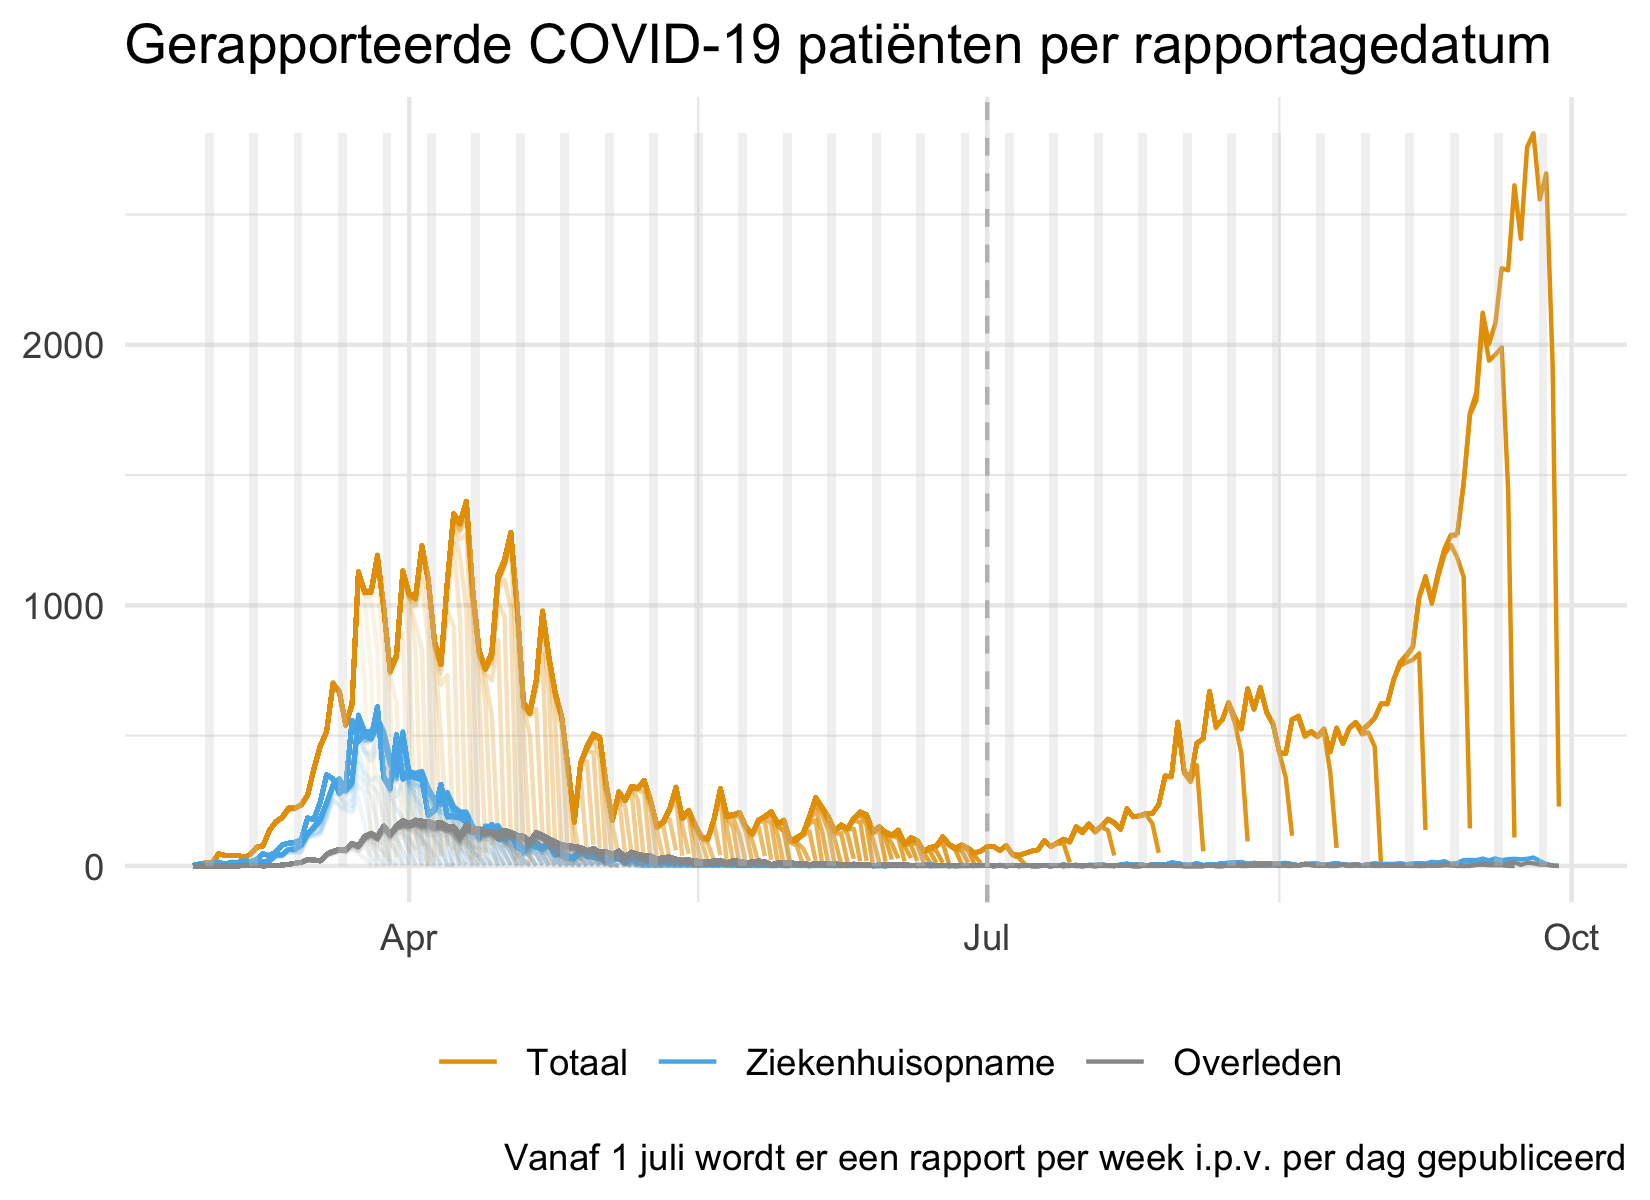 Gerapporteerde COVID-19 patiënten per rapportagedatum
2000
1000
0
Apr Jul Oct
Totaal Ziekenhuisopname Overleden
Vanaf 1 juli wordt er een rapport per week i.p.v. per dag gepubliceerd